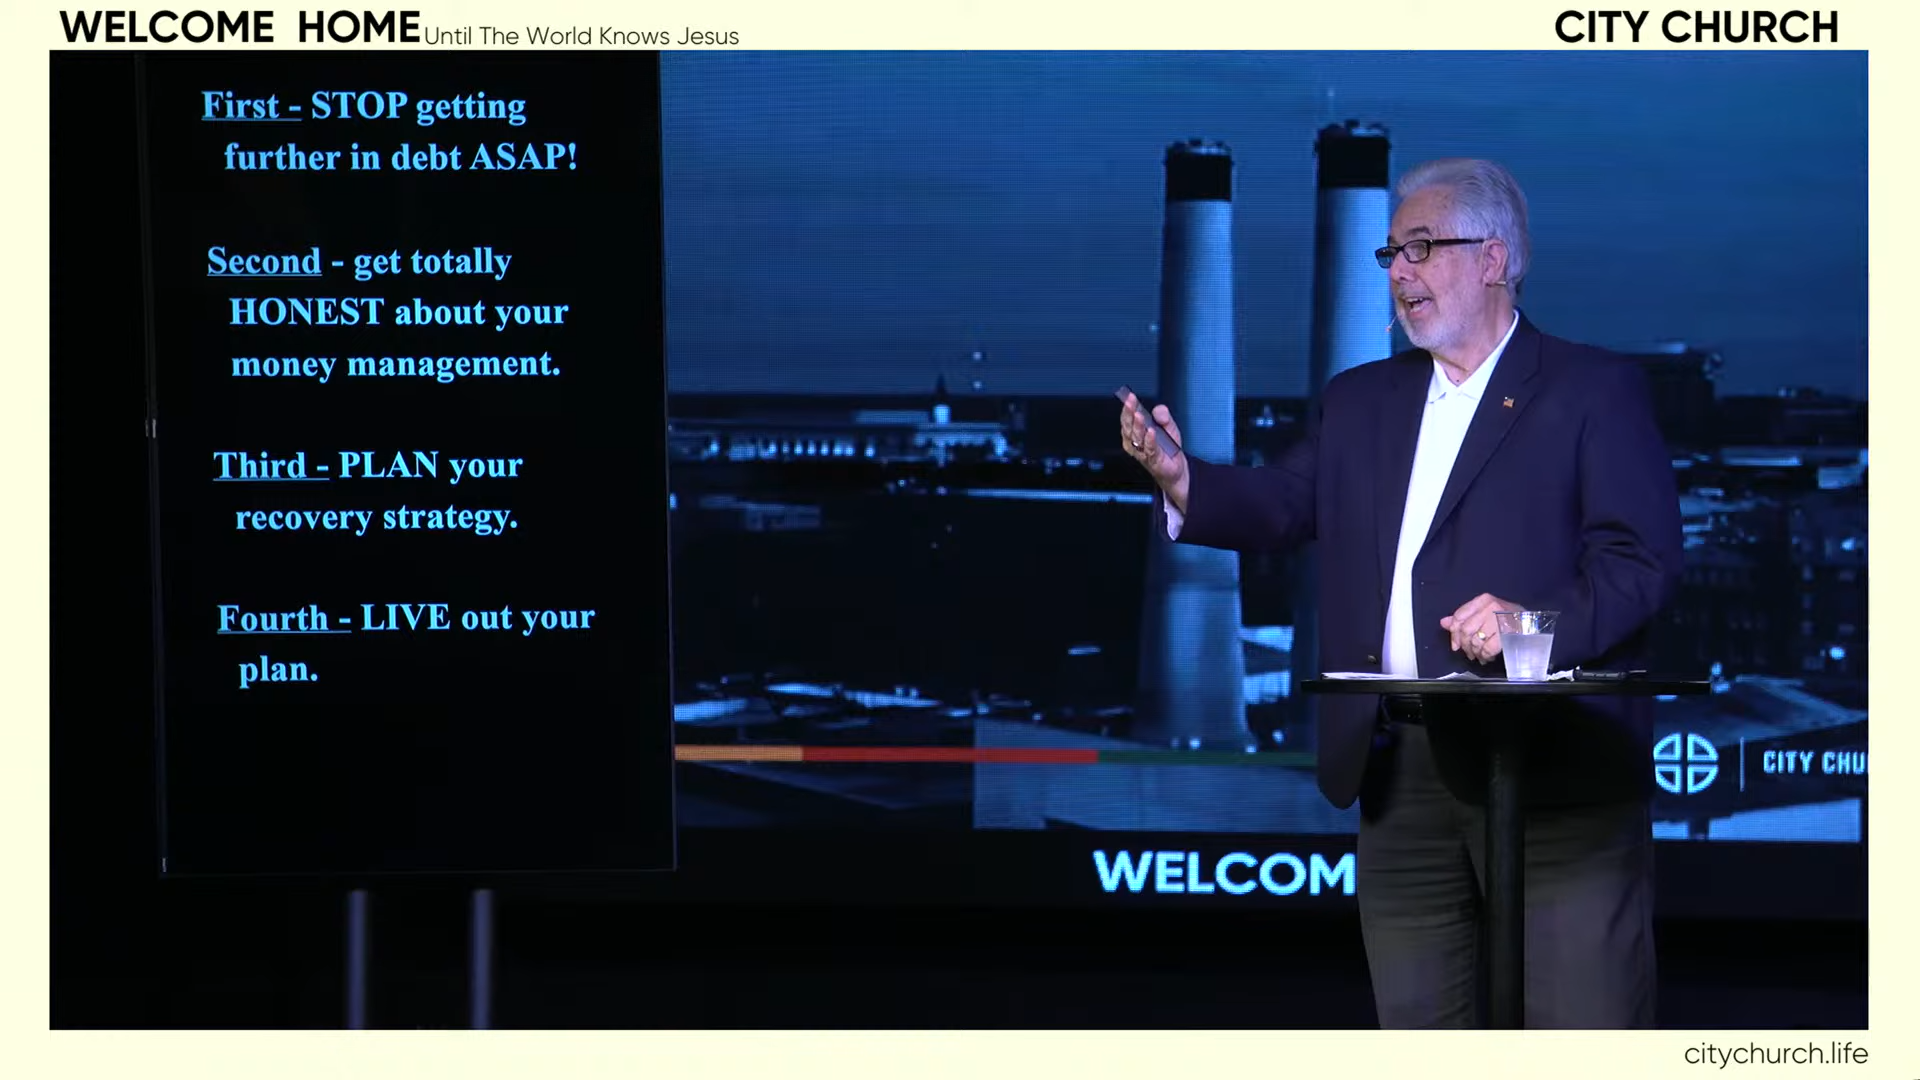 WELCOME HOME Until The World Knows Jesus
CITY CHURCH
First - STOP getting
further in debt ASAP!
Second - get totally
HONEST about your
money management.
Third - PLAN your
recovery strategy.
Fourth - LIVE out your
plan.
CITY CHU
WELCOM
citychurch.life